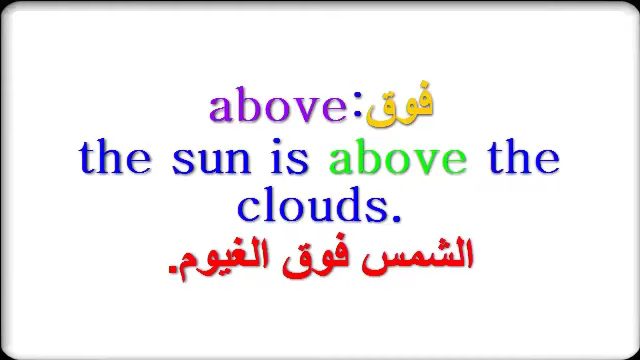 above:فوق
the sun is above the
clouds.
الشمس فوق الغيوم.